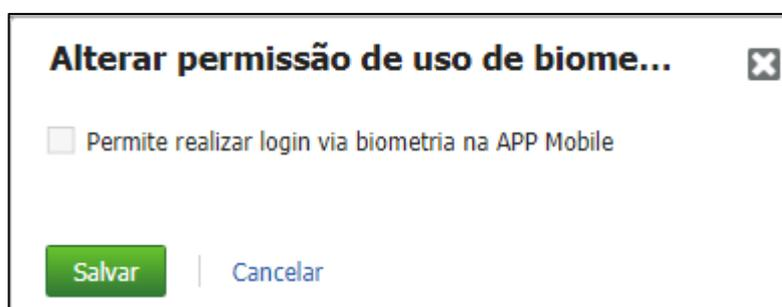 Alterar permissão de uso de biome...
Permite realizar login via biometria na APP Mobile
Salvar
Cancelar